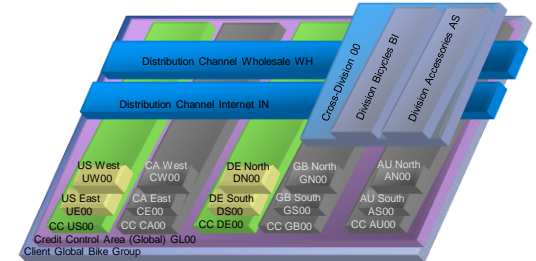 Distribution Channel Wholesale WH
Distribution Channel Internet IN
Cross-Division 00
Division Bicycles BI
Division Accessories AS
US West
UW00
CA West
CW00
DE North
DN00
GB North
GN00
AU North
AN00
US East
UE00
CA East
CE00
DE South
DS00
GB South
GS00
AU South
AS00
CC US00
CC CA00
CC DE00
CC GB00
CC AU00
Credit Control Area (Global) GL00
Client Global Bike Group